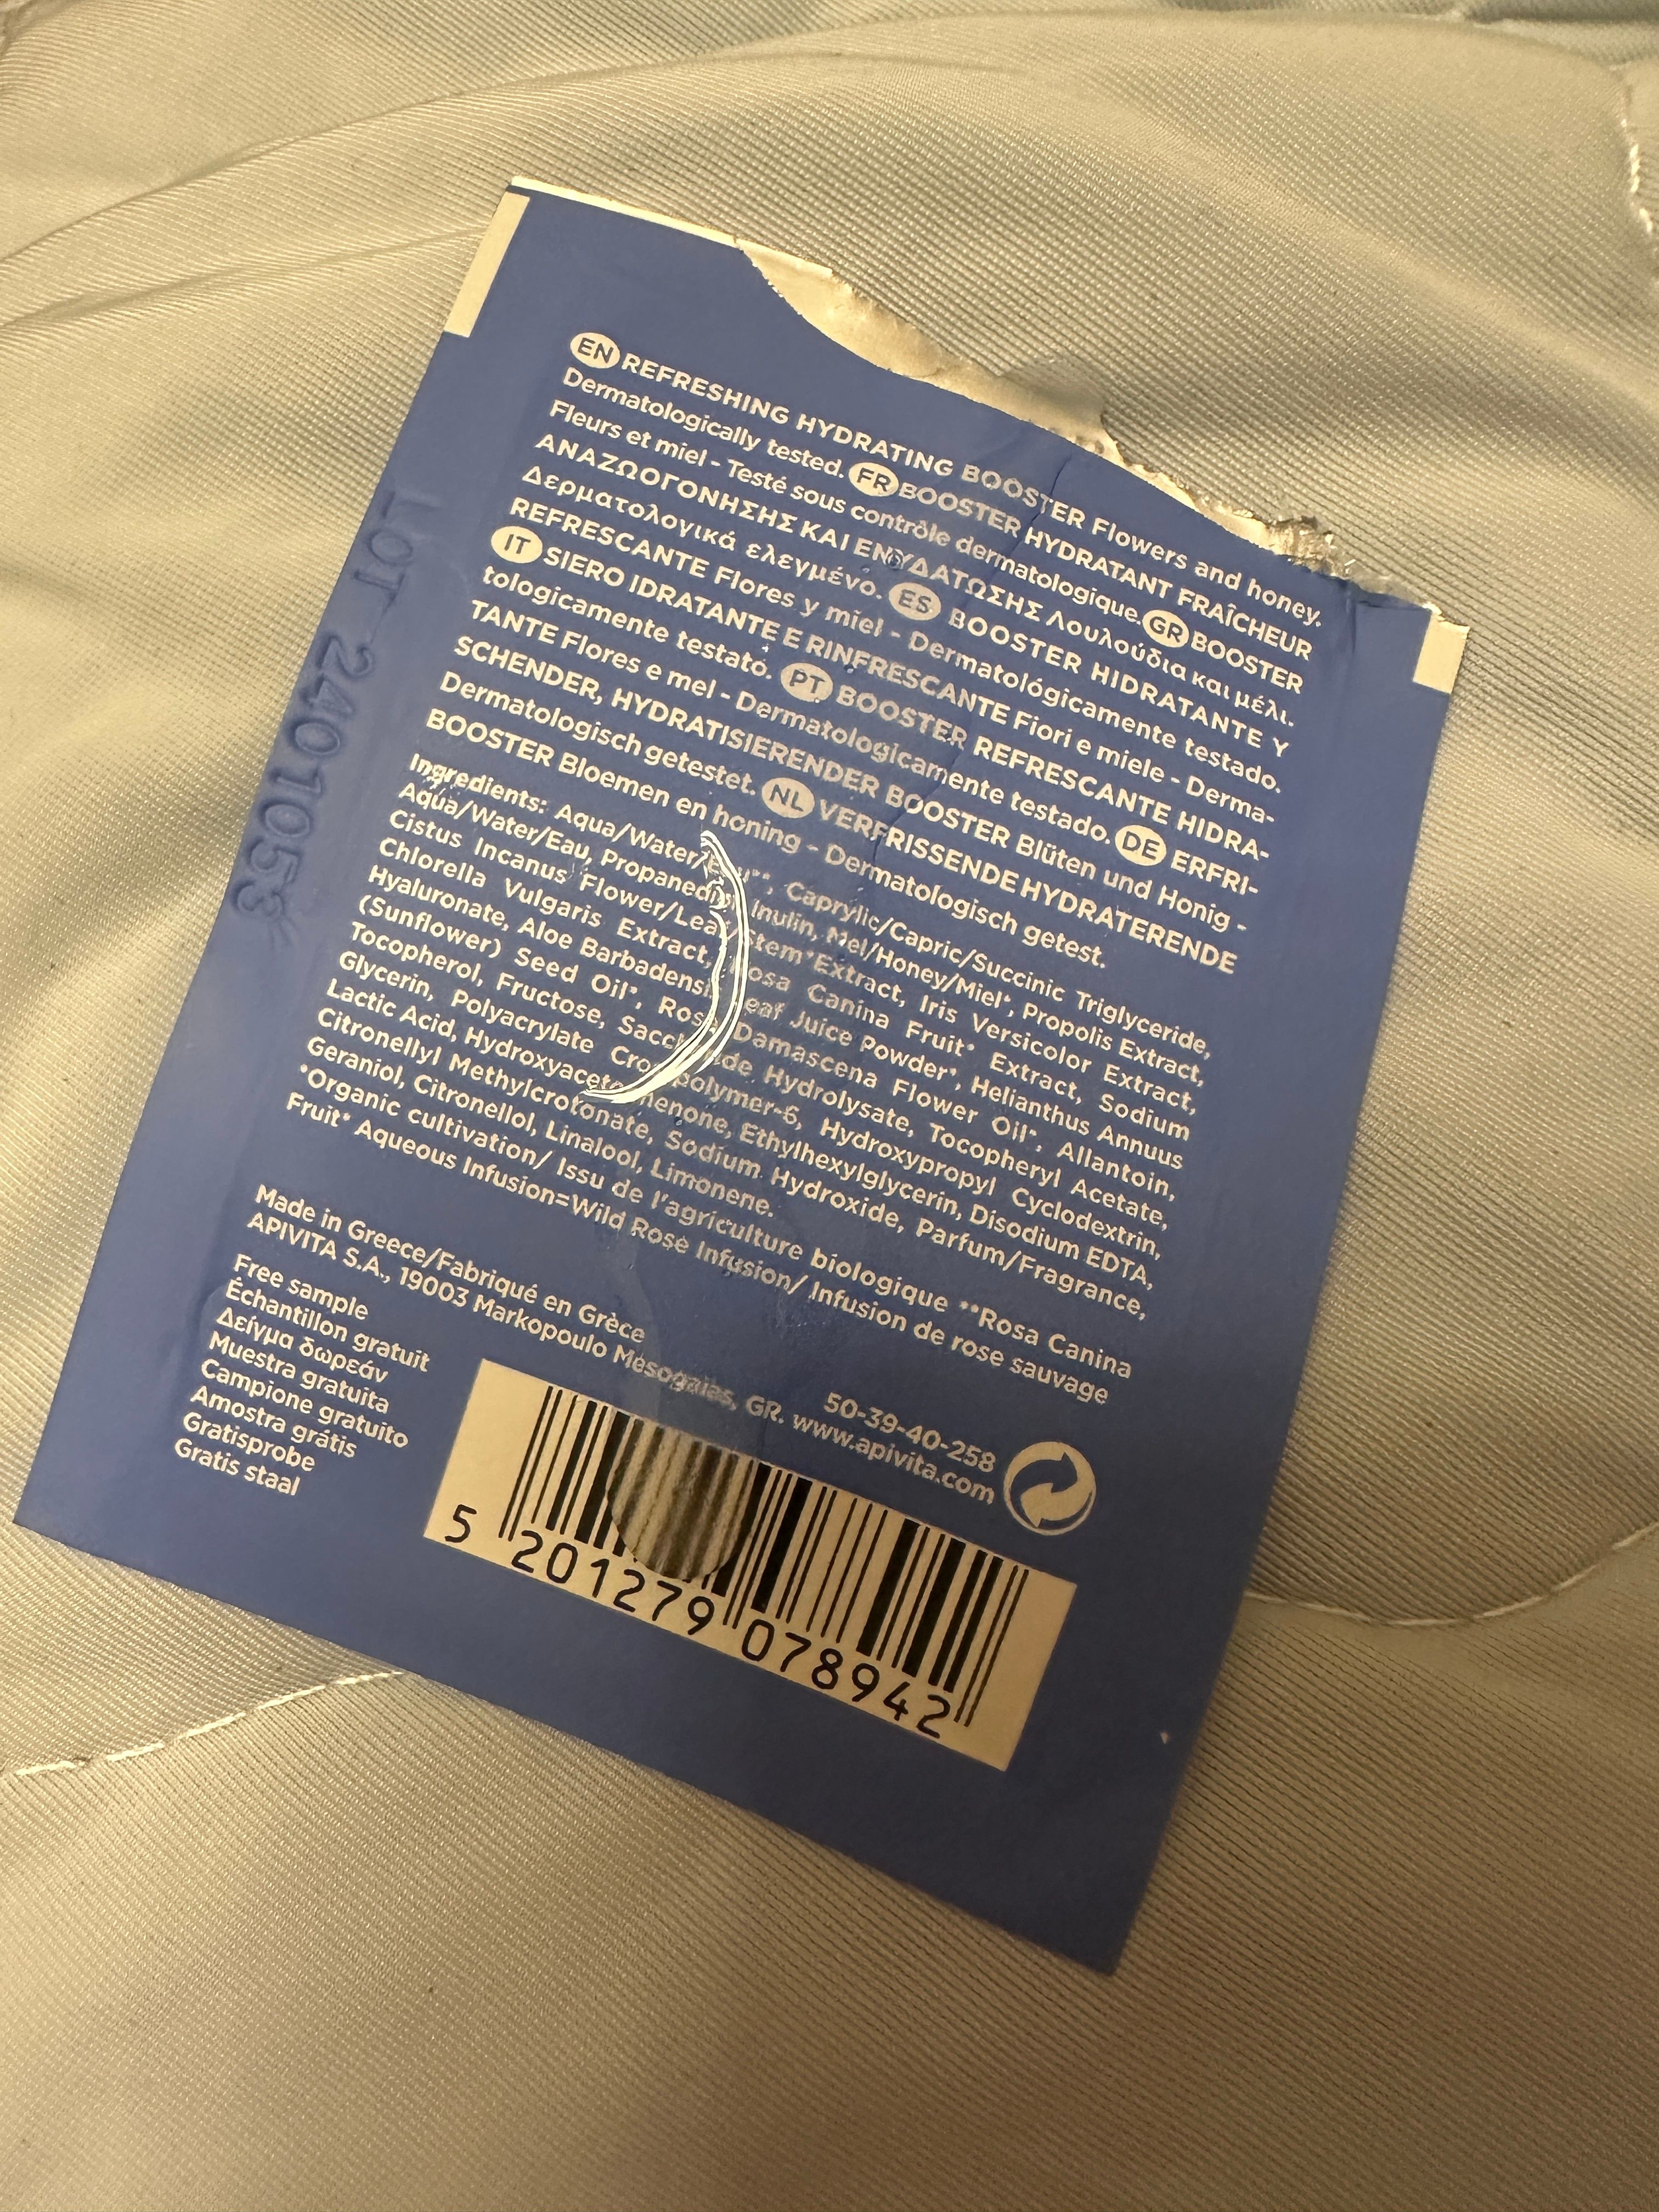 EN REFRESHING HYDRATING BOOSTER Flowers and honey.
Dermatologically tested. FR BOOSTER HYDRATANT FRAÎCHEUR
Fleurs et miel - Testé sous contrôle dermatologique. GR BOOSTER
ΑΝΑΖΩΟΓΟΝΗΣΗΣ ΚΑΙ ΕΝΥΔΑΤΩΣΗΣ Λουλούδια και μέλι.
Δερματολογικά ελεγμένο. ES BOOSTER HIDRATANTE Y
REFRESCANTE Flores y miel - Dermatológicamente testado.
IT SIERO IDRATANTE E RINFRESCANTE Fiori e miele - Derma-
tologicamente testato. PT BOOSTER REFRESCANTE HIDRA-
TANTE Flores e mel - Dermatologicamente testado. DE ERFRI-
SCHENDER, HYDRATISIERENDER BOOSTER Blüten und Honig -
Dermatologisch getestet. NL VERFRISSENDE HYDRATERENDE
BOOSTER Bloemen en honing - Dermatologisch getest.
Ingredients: Aqua/Water/ Caprylic/Capric/Succinic Triglyceride,
Aqua/Water/Eau, Propanediol, Inulin, Mel/Honey/Miel*, Propolis Extract,
Cistus Incanus Flower/Leaf/Stem* Extract, Iris Versicolor Extract,
Chlorella Vulgaris Extract, Rosa Canina Fruit* Extract, Sodium
Hyaluronate, Aloe Barbadensis Leaf Juice Powder*, Helianthus Annuus
(Sunflower) Seed Oil*, Rosa Damascena Flower Oil*, Allantoin,
Tocopherol, Fructose, Saccharide Hydrolysate, Tocopheryl Acetate,
Glycerin, Polyacrylate Crosspolymer-6, Hydroxypropyl Cyclodextrin,
Lactic Acid, Hydroxyacetophenone, Ethylhexylglycerin, Disodium EDTA,
Citronellyl Methylcrotonate, Sodium Hydroxide, Parfum/Fragrance,
Geraniol, Citronellol, Linalool, Limonene.
*Organic cultivation/ Issu de l'agriculture biologique **Rosa Canina
Fruit* Aqueous Infusion=Wild Rose Infusion/ Infusion de rose sauvage
Made in Greece/Fabriqué en Grèce
50-39-40-258
APIVITA S.A., 19003 Markopoulo Mesogaias, GR. www.apivita.com
Free sample
Échantillon gratuit
Δείγμα δωρεάν
Muestra gratuita
Campione gratuito
Amostra grátis
Gratisprobe
Gratis staal
5 201279 078942
LOT 2401053